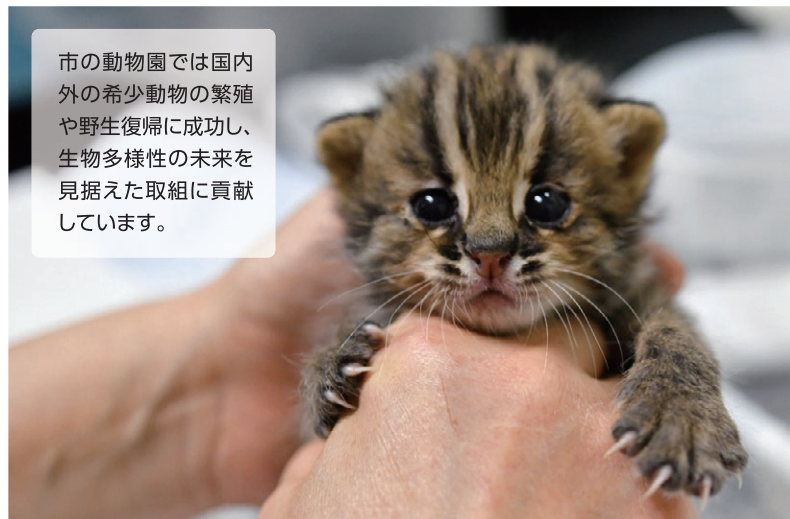 市の動物園では国内
外の希少動物の繁殖
や野生復帰に成功し、
生物多様性の未来を
見据えた取組に貢献
しています。